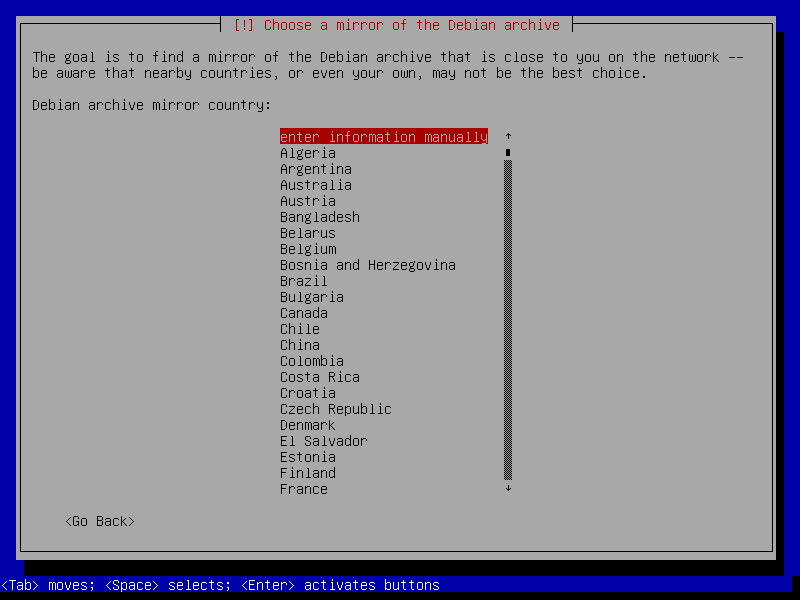 [!] Choose a mirror of the Debian archive
The goal is to find a mirror of the Debian archive that is close to you on the network --
be aware that nearby countries, or even your own, may not be the best choice.
Debian archive mirror country:
enter information manually
Algeria
Argentina
Australia
Austria
Bangladesh
Belarus
Belgium
Bosnia and Herzegovina
Brazil
Bulgaria
Canada
Chile
China
Colombia
Costa Rica
Croatia
Czech Republic
Denmark
El Salvador
Estonia
Finland
France
<Go Back>
<Tab> moves; <Space> selects; <Enter> activates buttons